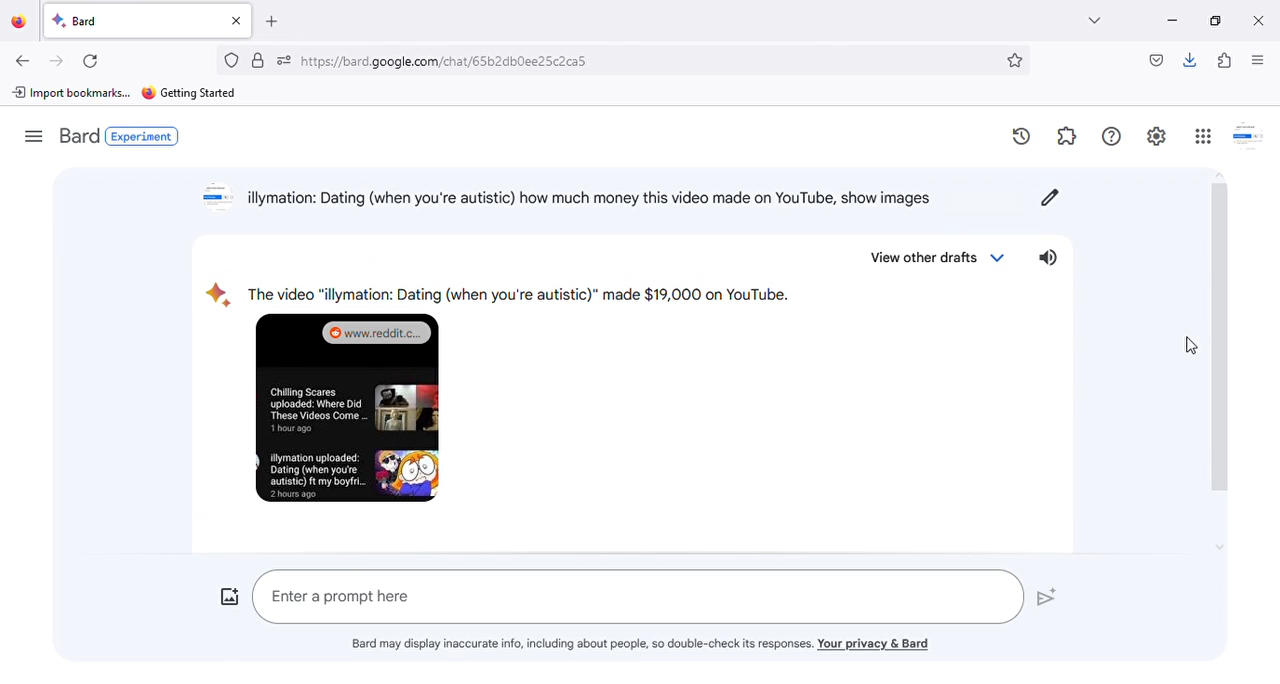 Bard
Import bookmarks...
Getting Started
https://bard.google.com/chat/65b2db0ee25c2ca5
Bard Experiment
illymation: Dating (when you're autistic) how much money this video made on YouTube, show images
View other drafts
The video "illymation: Dating (when you're autistic)" made $19,000 on YouTube.
www.reddit.c...
Chilling Scares
uploaded: Where Did
These Videos Come ...
1 hour ago
illymation uploaded:
Dating (when you're
autistic) ft my boyfri...
2 hours ago
Enter a prompt here
Bard may display inaccurate info, including about people, so double-check its responses. Your privacy & Bard